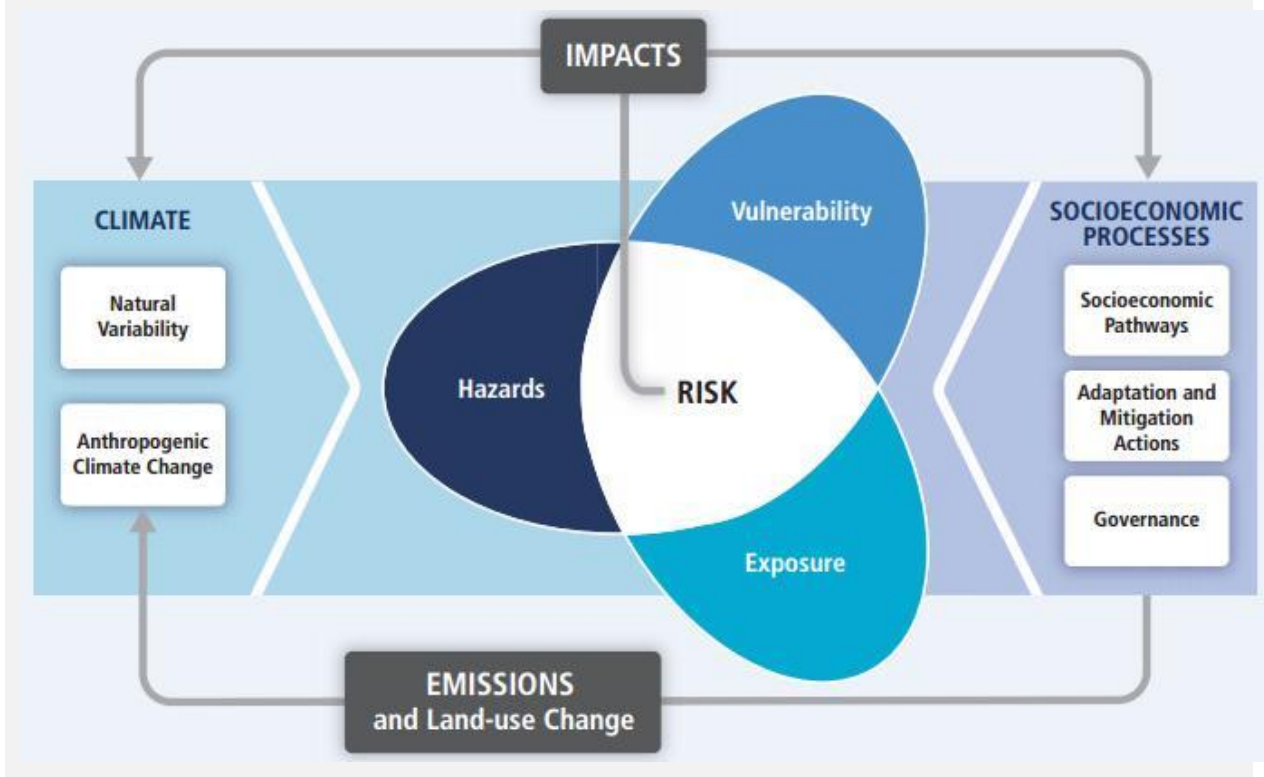 IMPACTS
CLIMATE
Natural
Variability
Anthropogenic
Climate Change
Vulnerability
Hazards
RISK
Exposure
SOCIOECONOMIC
PROCESSES
Socioeconomic
Pathways
Adaptation and
Mitigation
Actions
Governance
EMISSIONS
and Land-use Change